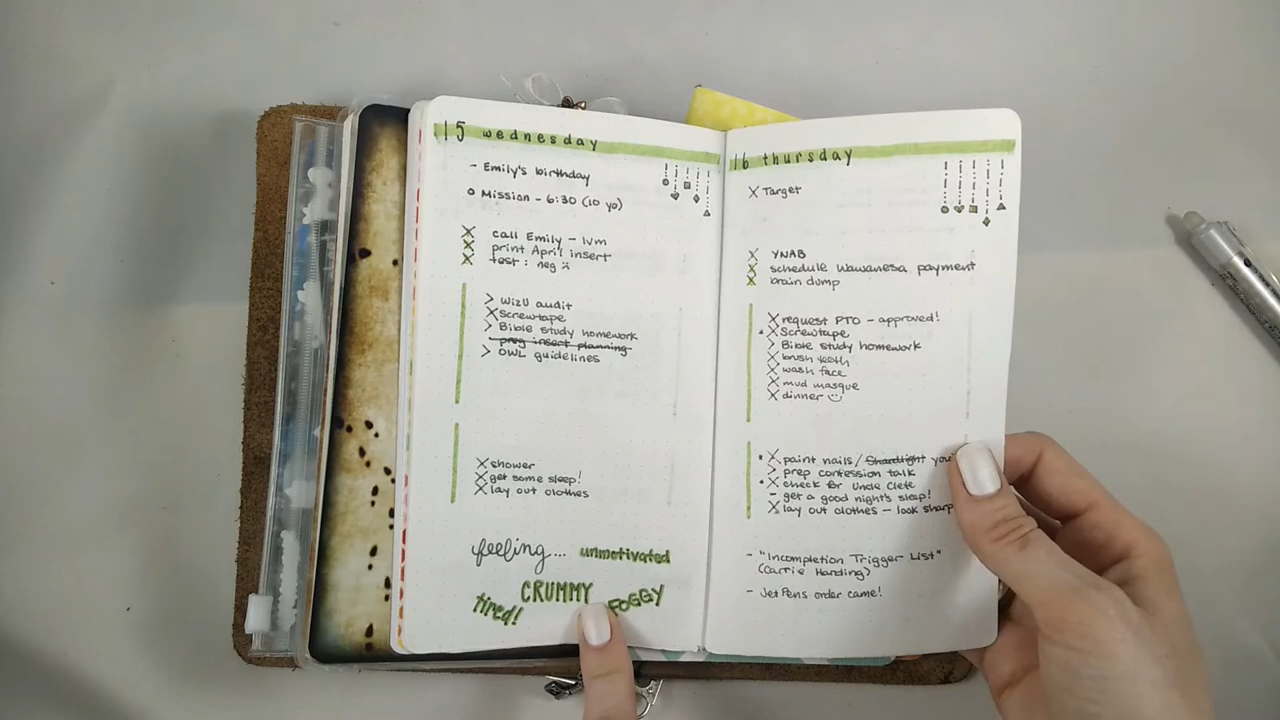 15 wednesday
- Emily's birthday
o Mission - 6:30 (10 yo)
X call Emily - lvm
X print April insert
X test: neg :(
> WizU audit
X Screwtape
> Bible study homework
prog insert planning
> OWL guidelines
X shower
X get some sleep!
X lay out clothes
feeling... unmotivated
CRUMMY
tired! FOGGY
16 thursday
X Target
X YNAB
X schedule Wawanesa payment
X brain dump
X request PTO - approved!
X Screwtape
> Bible study homework
X brush teeth
X wash face
X mud masque
X dinner :)
X paint nails/ Shardlight
> prep confession talk
X check for Uncle Clete
- get a good night's sleep!
X lay out clothes - look sharp
- "Incompletion Trigger List"
(Carrie Harding)
- JetPens order came!